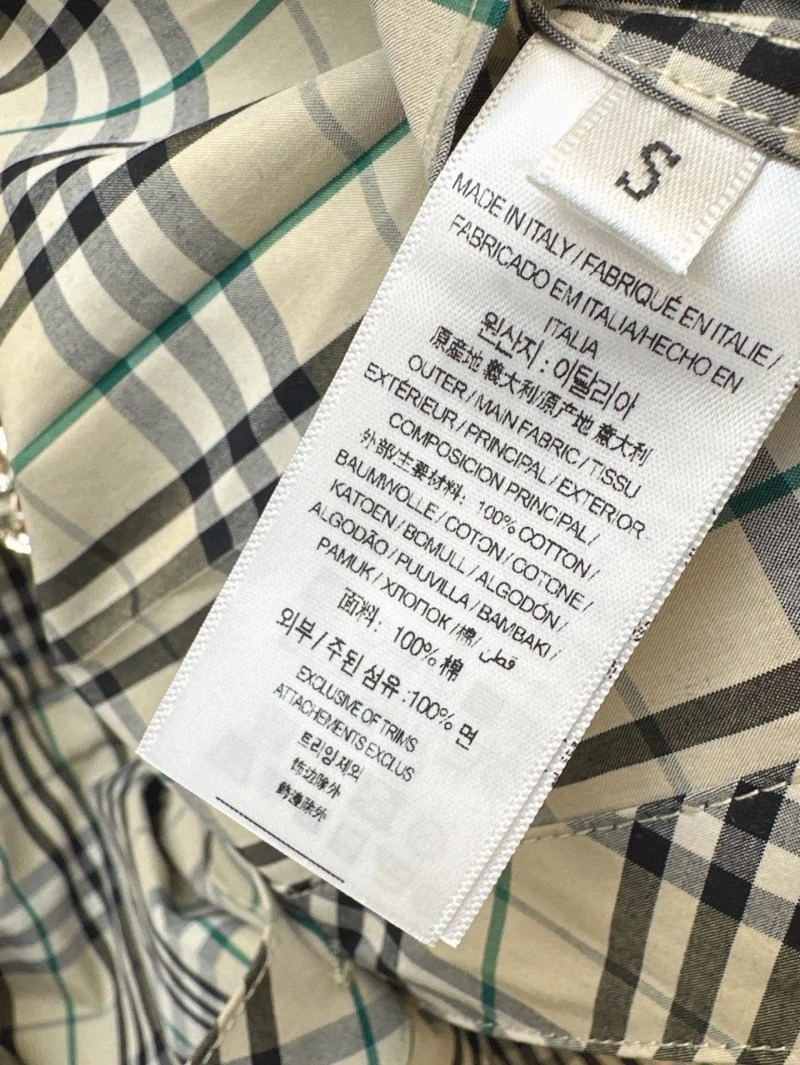 S
MADE IN ITALY / FABRIQUÉ EN ITALIE /
FABRICADO EM ITALIA/HECHO EN
ITALIA
원산지 : 이탈리아
原產地 義大利/原产地 意大利
OUTER / MAIN FABRIC / TISSU
EXTÉRIEUR / PRINCIPAL / EXTERIOR
COMPOSICION PRINCIPAL /
外部/主要材料: 100% COTTON /
BAUMWOLLE / COTON / COTONE /
KATOEN / BOMULL / ALGODÓN /
ALGODÃO / PUUVILLA / BAMBAKI /
PAMUK / ХЛОПОК / 棉 / قطن
面料: 100% 棉
외부 / 주된 섬유 :100% 면
EXCLUSIVE OF TRIMS
ATTACHEMENTS EXCLUS
트리밍 제외
饰边除外
飾邊除外